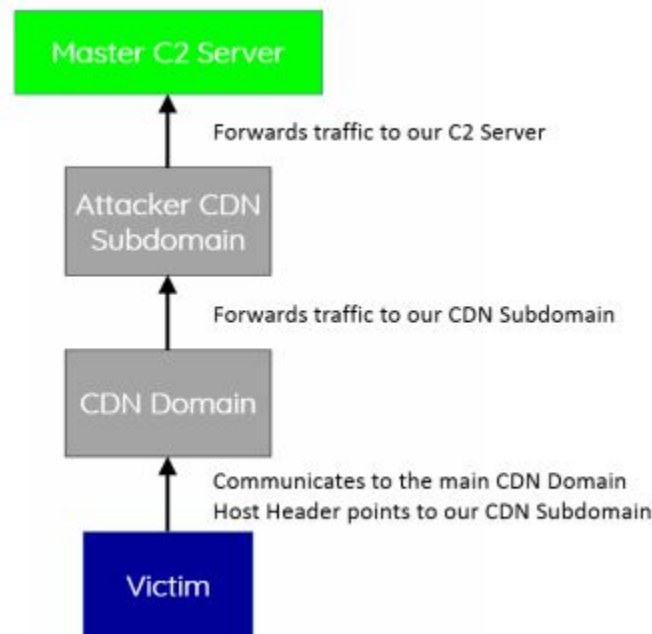 Master C2 Server
Forwards traffic to our C2 Server
Attacker CDN
Subdomain
Forwards traffic to our CDN Subdomain
CDN Domain
Communicates to the main CDN Domain
Host Header points to our CDN Subdomain
Victim